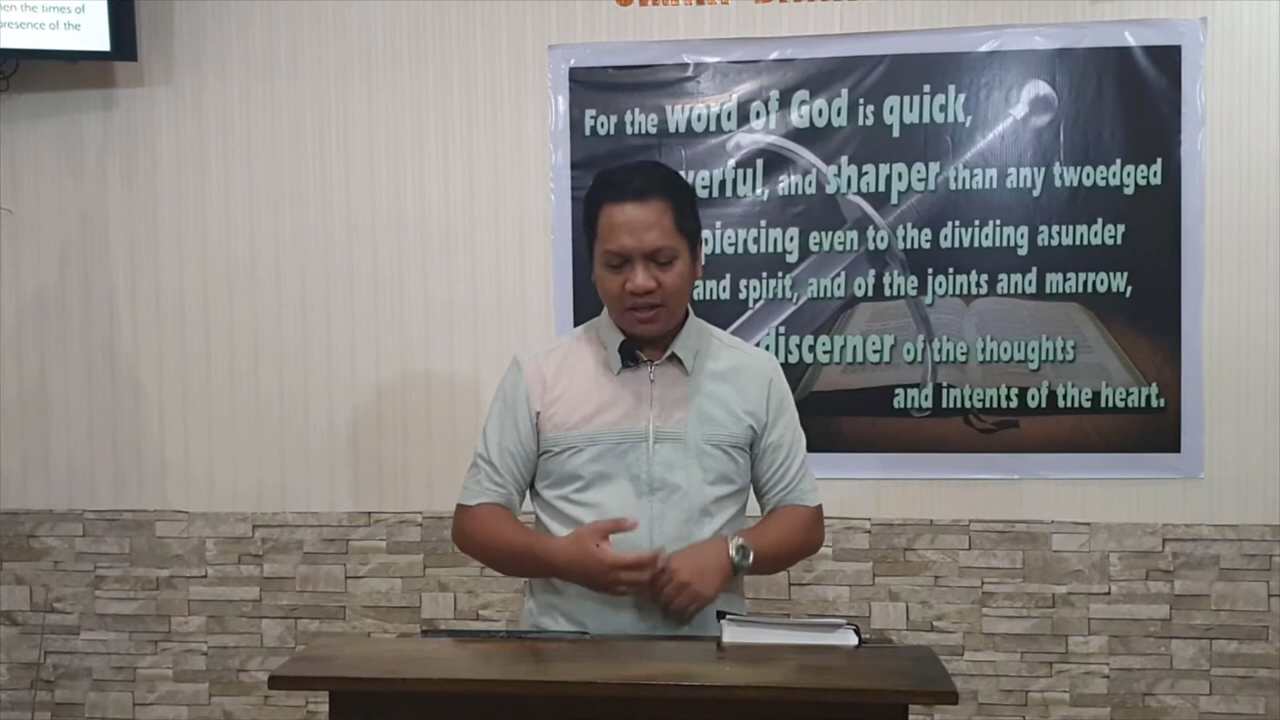 en the times of
presence of the
For the word of God is quick,
verful, and sharper than any twoedged
piercing even to the dividing asunder
and spirit, and of the joints and marrow,
discerner of the thoughts
and intents of the heart.